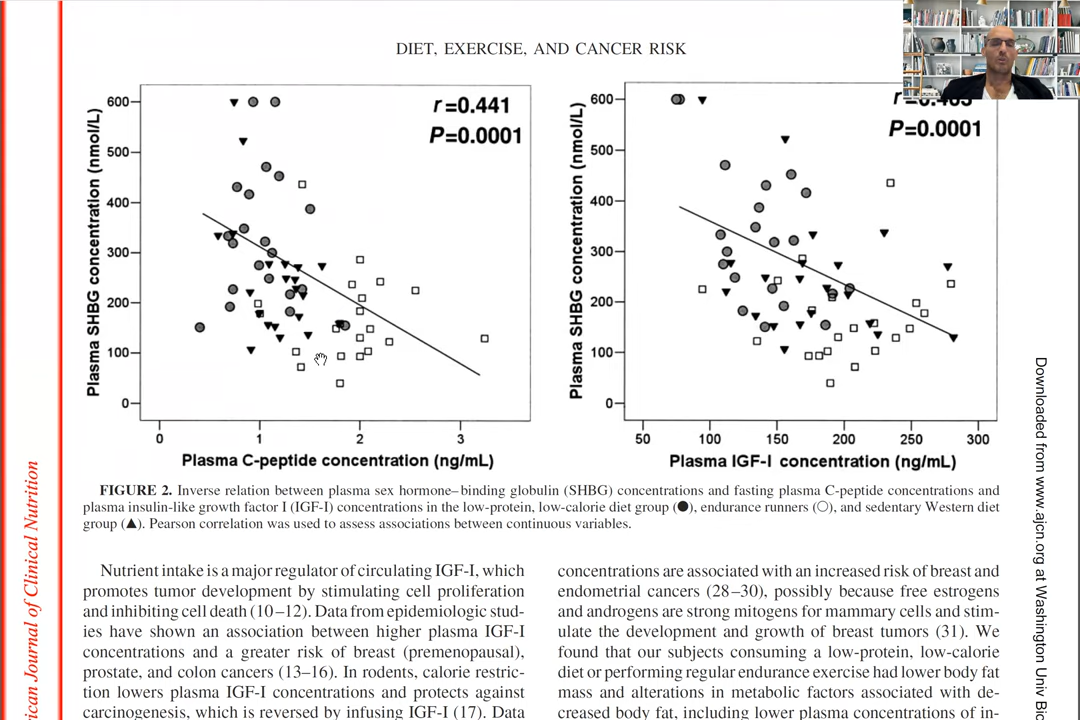 DIET, EXERCISE, AND CANCER RISK
r=0.441
P=0.0001
Plasma SHBG concentration (nmol/L)
600
500
400
300
200
100
0
0 1 2 3
Plasma C-peptide concentration (ng/mL)
P=0.0001
Plasma SHBG concentration (nmol/L)
600
500
400
300
200
100
0
50 100 150 200 250 300
Plasma IGF-I concentration (ng/mL)
FIGURE 2. Inverse relation between plasma sex hormone–binding globulin (SHBG) concentrations and fasting plasma C-peptide concentrations and
plasma insulin-like growth factor I (IGF-I) concentrations in the low-protein, low-calorie diet group (●), endurance runners (○), and sedentary Western diet
group (▲). Pearson correlation was used to assess associations between continuous variables.
Nutrient intake is a major regulator of circulating IGF-I, which
promotes tumor development by stimulating cell proliferation
and inhibiting cell death (10–12). Data from epidemiologic stud-
ies have shown an association between higher plasma IGF-I
concentrations and a greater risk of breast (premenopausal),
prostate, and colon cancers (13–16). In rodents, calorie restric-
tion lowers plasma IGF-I concentrations and protects against
carcinogenesis, which is reversed by infusing IGF-I (17). Data
concentrations are associated with an increased risk of breast and
endometrial cancers (28–30), possibly because free estrogens
and androgens are strong mitogens for mammary cells and stim-
ulate the development and growth of breast tumors (31). We
found that our subjects consuming a low-protein, low-calorie
diet or performing regular endurance exercise had lower body fat
mass and alterations in metabolic factors associated with de-
creased body fat, including lower plasma concentrations of in-
ican Journal of Clinical Nutrition
Downloaded from www.ajcn.org at Washington Univ Bi